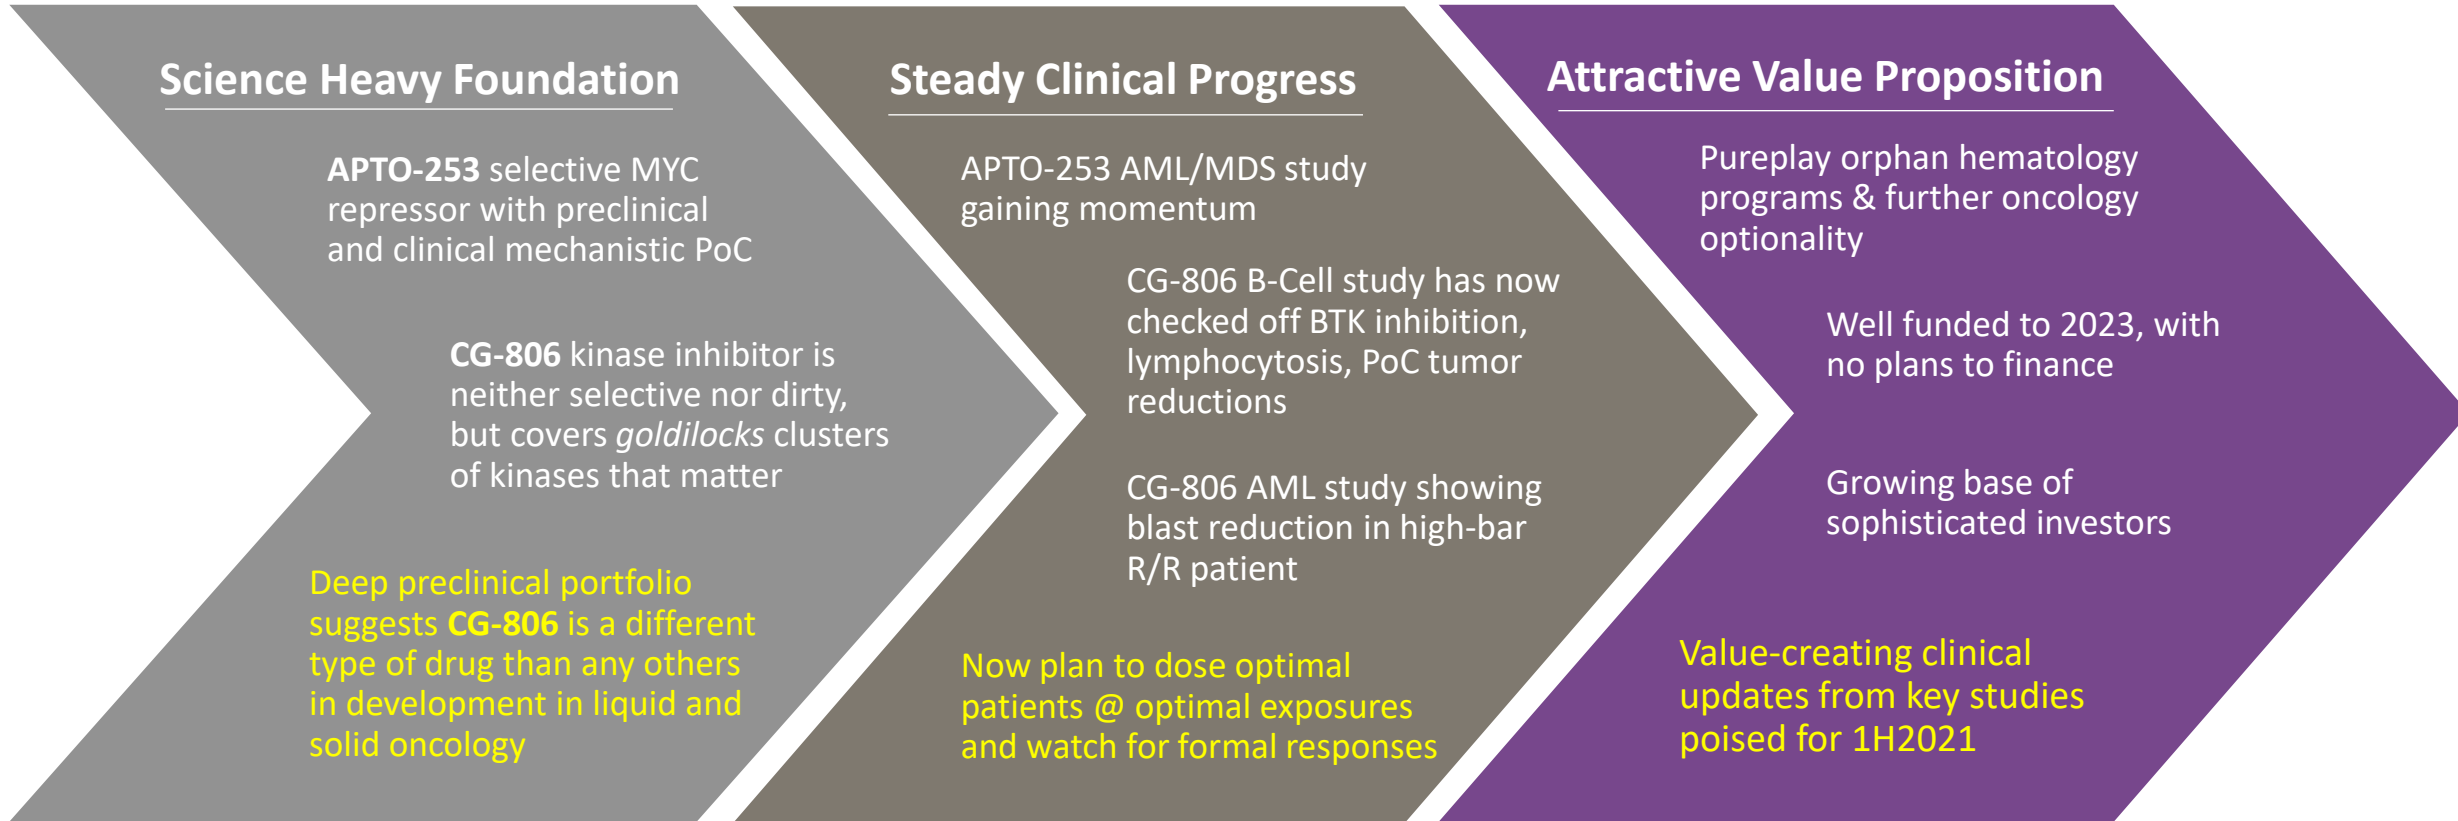 Science Heavy Foundation
APTO-253 selective MYC
repressor with preclinical
and clinical mechanistic PoC
CG-806 kinase inhibitor is
neither selective nor dirty,
but covers goldilocks clusters
of kinases that matter
Deep preclinical portfolio
suggests CG-806 is a different
type of drug than any others
in development in liquid and
solid oncology
Steady Clinical Progress
APTO-253 AML/MDS study
gaining momentum
CG-806 B-Cell study has now
checked off BTK inhibition,
lymphocytosis, PoC tumor
reductions
CG-806 AML study showing
blast reduction in high-bar
R/R patient
Now plan to dose optimal
patients @ optimal exposures
and watch for formal responses
Attractive Value Proposition
Pureplay orphan hematology
programs & further oncology
optionality
Well funded to 2023, with
no plans to finance
Growing base of
sophisticated investors
Value-creating clinical
updates from key studies
poised for 1H2021